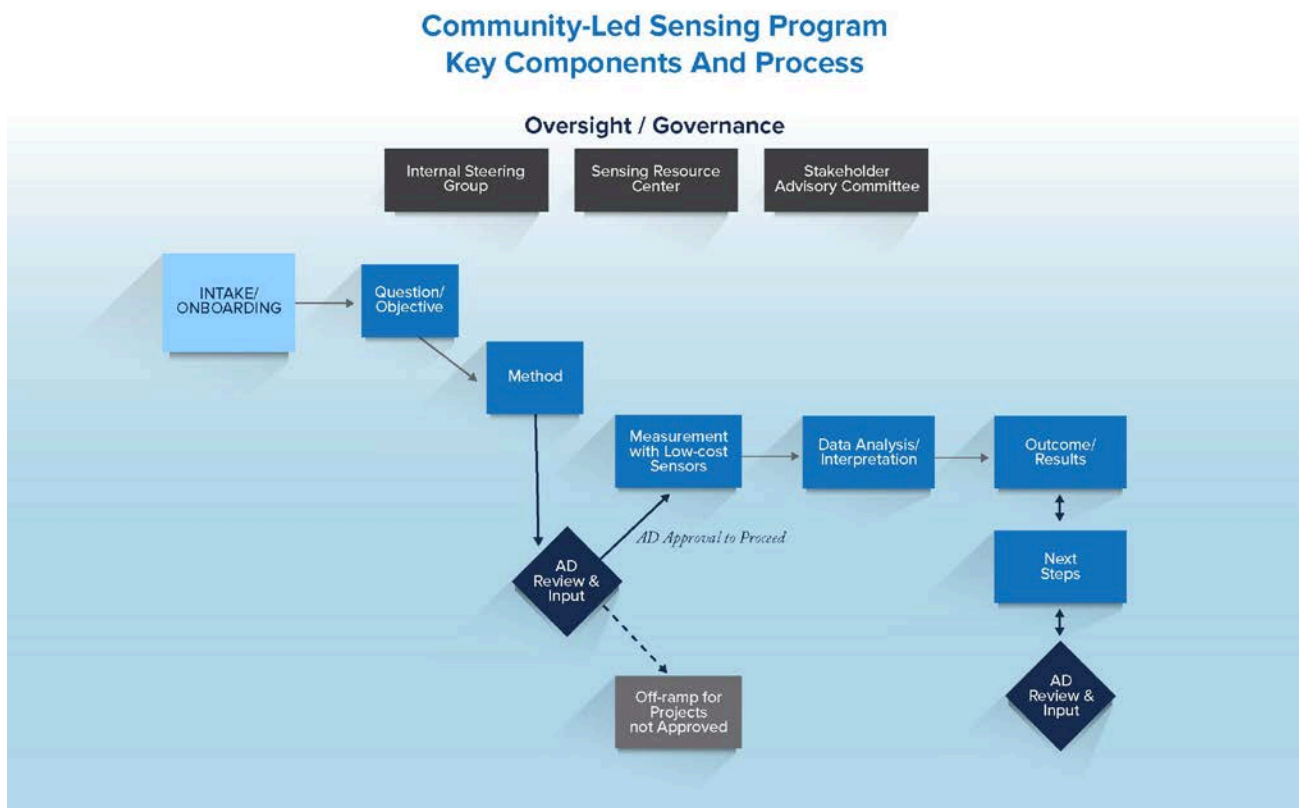 Community-Led Sensing Program
Key Components And Process
Oversight / Governance
Internal Steering
Group
Sensing Resource
Center
Stakeholder
Advisory Committee
INTAKE/
ONBOARDING
Question/
Objective
Method
Measurement
with Low-cost
Sensors
Data Analysis/
Interpretation
Outcome/
Results
AD Approval to Proceed
AD
Review &
Input
Next
Steps
Off-ramp for
Projects
not Approved
AD
Review &
Input